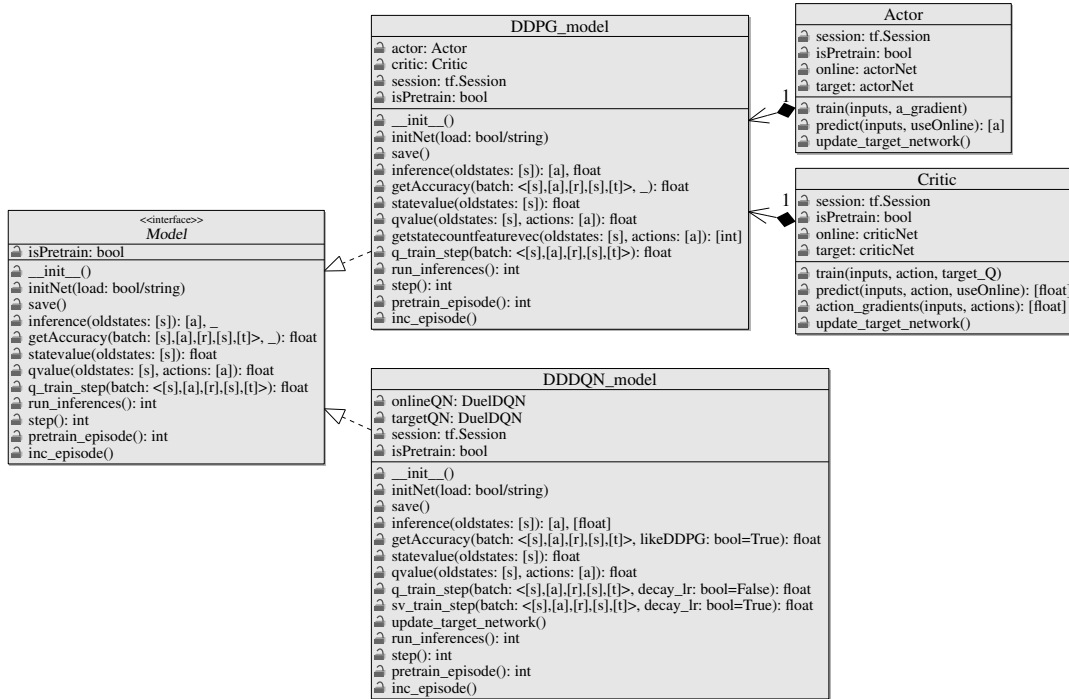 <<interface>>
Model
isPretrain: bool
__init__()
initNet(load: bool/string)
save()
inference(oldstates: [s]): [a], _
getAccuracy(batch: [s],[a],[r],[s],[t]>, _): float
statevalue(oldstates: [s]): float
qvalue(oldstates: [s], actions: [a]): float
q_train_step(batch: <[s],[a],[r],[s],[t]>): float
run_inferences(): int
step(): int
pretrain_episode(): int
inc_episode()
DDPG_model
actor: Actor
critic: Critic
session: tf.Session
isPretrain: bool
__init__()
initNet(load: bool/string)
save()
inference(oldstates: [s]): [a], float
getAccuracy(batch: <[s],[a],[r],[s],[t]>, _): float
statevalue(oldstates: [s]): float
qvalue(oldstates: [s], actions: [a]): float
getstatecountfeaturevec(oldstates: [s], actions: [a]): [int]
q_train_step(batch: <[s],[a],[r],[s],[t]>): float
run_inferences(): int
step(): int
pretrain_episode(): int
inc_episode()
DDDQN_model
onlineQN: DuelDQN
targetQN: DuelDQN
session: tf.Session
isPretrain: bool
__init__()
initNet(load: bool/string)
save()
inference(oldstates: [s]): [a], [float]
getAccuracy(batch: <[s],[a],[r],[s],[t]>, likeDDPG: bool=True): float
statevalue(oldstates: [s]): float
qvalue(oldstates: [s], actions: [a]): float
q_train_step(batch: <[s],[a],[r],[s],[t]>, decay_lr: bool=False): float
sv_train_step(batch: <[s],[a],[r],[s],[t]>, decay_lr: bool=True): float
update_target_network()
run_inferences(): int
step(): int
pretrain_episode(): int
inc_episode()
1
Actor
session: tf.Session
isPretrain: bool
online: actorNet
target: actorNet
train(inputs, a_gradient)
predict(inputs, useOnline): [a]
update_target_network()
1
Critic
session: tf.Session
isPretrain: bool
online: criticNet
target: criticNet
train(inputs, action, target_Q)
predict(inputs, action, useOnline): [float]
action_gradients(inputs, actions): [float]
update_target_network()